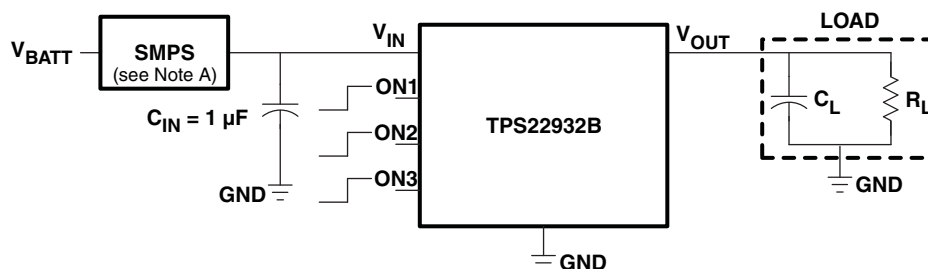 LOAD
V_BATT
SMPS
(see Note A)
V_IN
V_OUT
C_IN = 1 µF
ON1
ON2
ON3
TPS22932B
C_L
R_L
GND
GND
GND